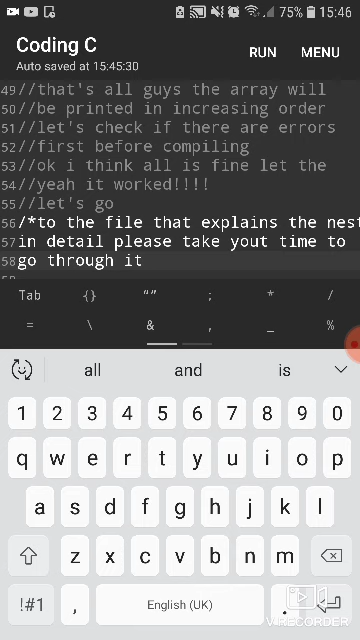 75% 15:46
Coding C
Auto saved at 15:45:30
RUN MENU
49//that's all guys the array will
50//be printed in increasing order
51//let's check if there are errors
52//first before compiling
53//ok i think all is fine let the
54//yeah it worked!!!!
55//let's go
56/*to the file that explains the nest
57in detail please take yout time to
58go through it
Tab {} “” ; * /
= \ & , _ %
all and is
1 2 3 4 5 6 7 8 9 0
q w e r t y u i o p
a s d f g h j k l
z x c v b n m
!#1 , English (UK) .
V.RECORDER